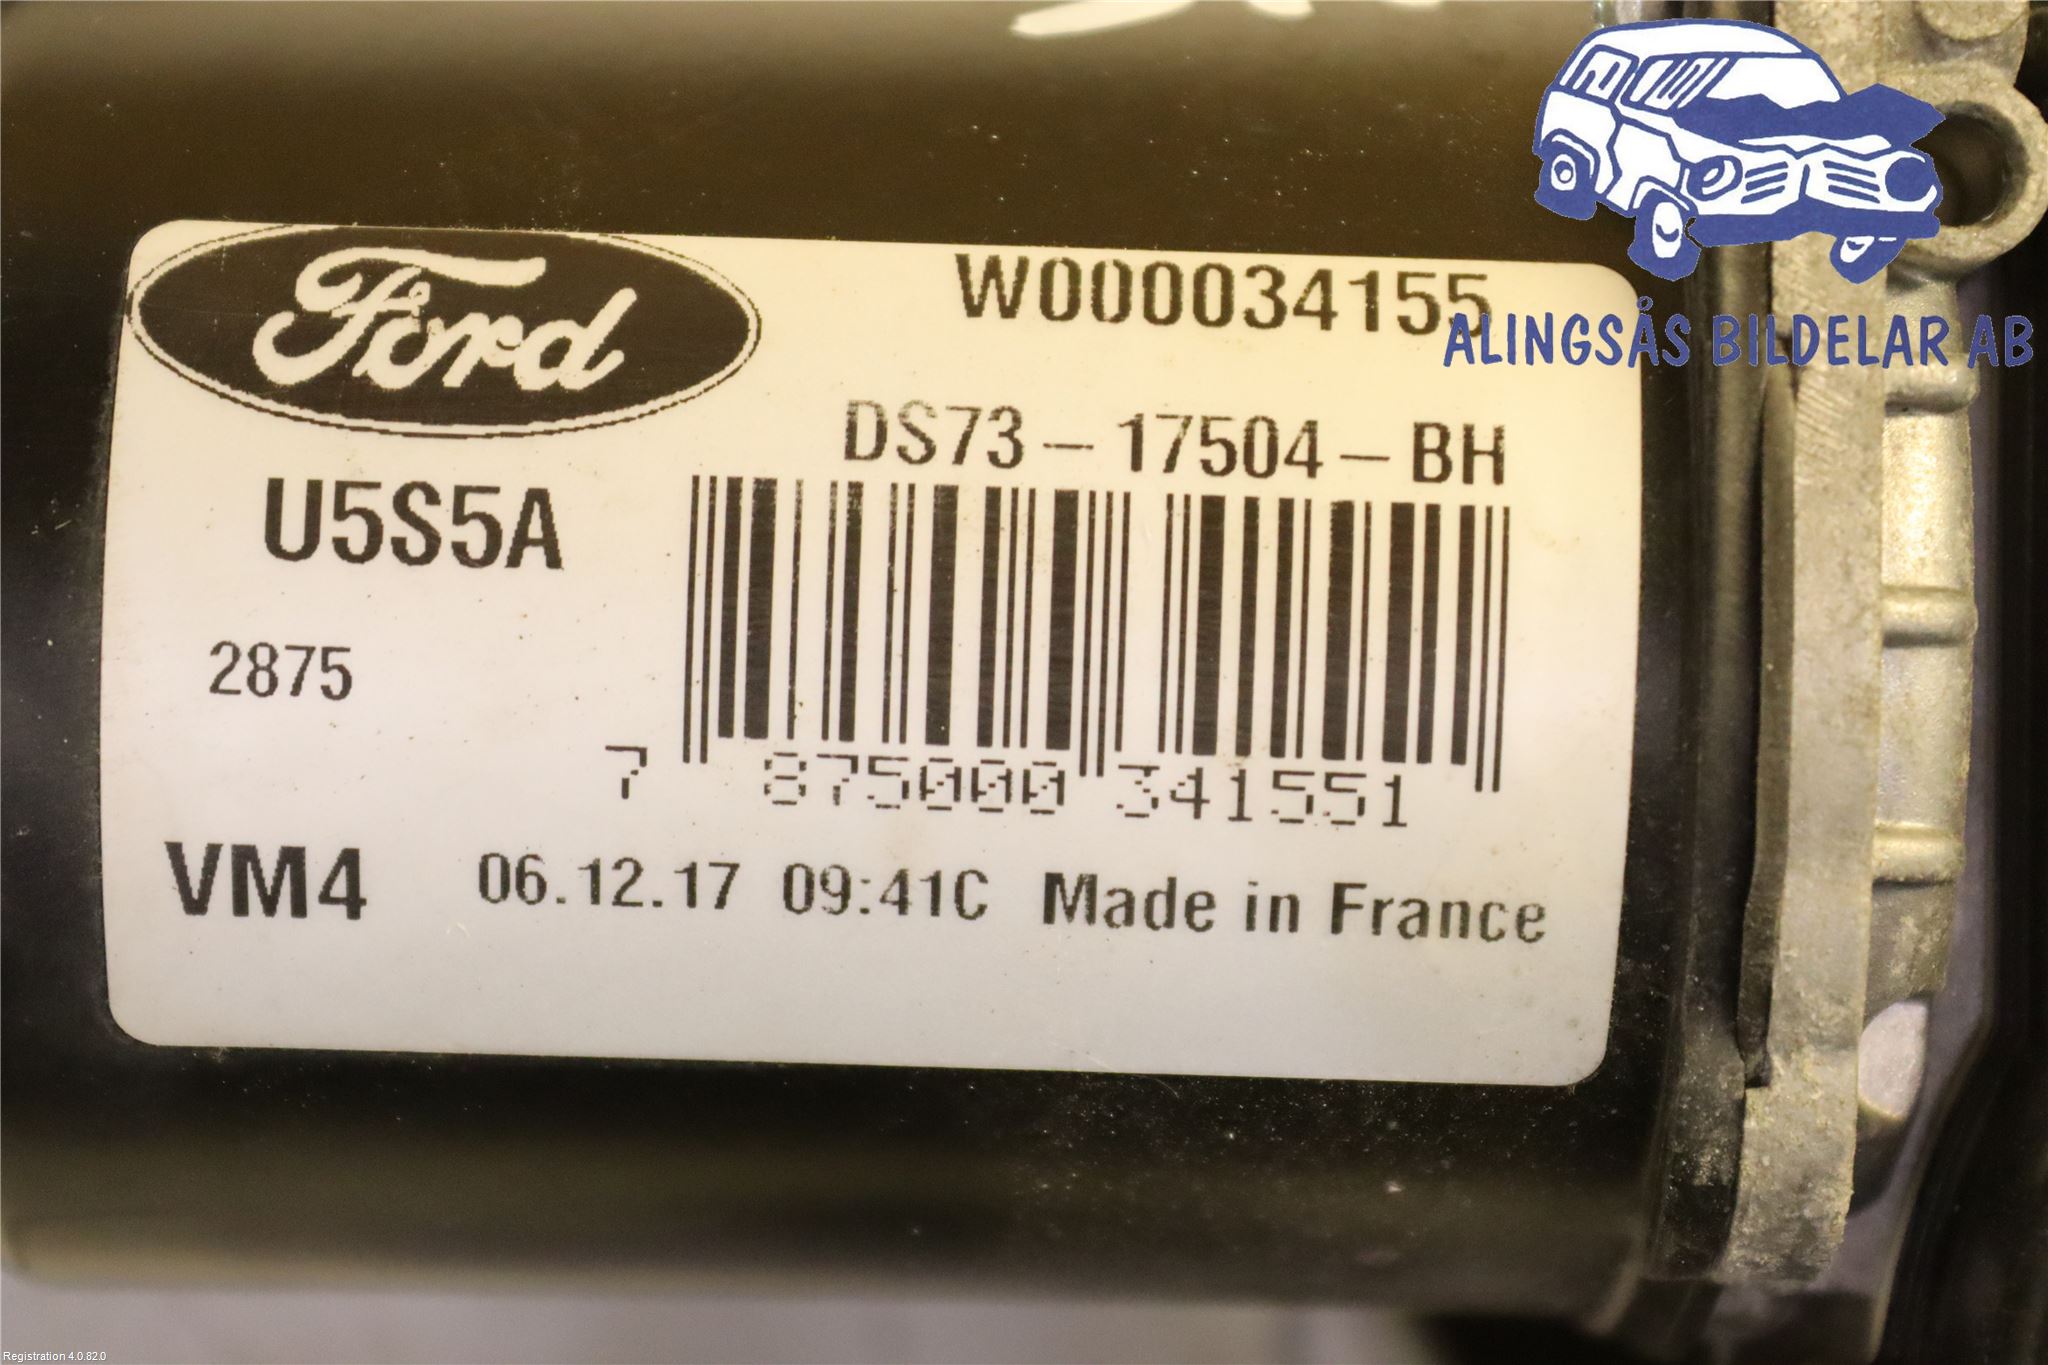 Ford
W000034155
ALINGSÅS BILDELAR AB
DS73-17504-BH
U5S5A
2875
7 875000 341551
VM4 06.12.17 09:41C Made in France
Registration 4.0.82.0